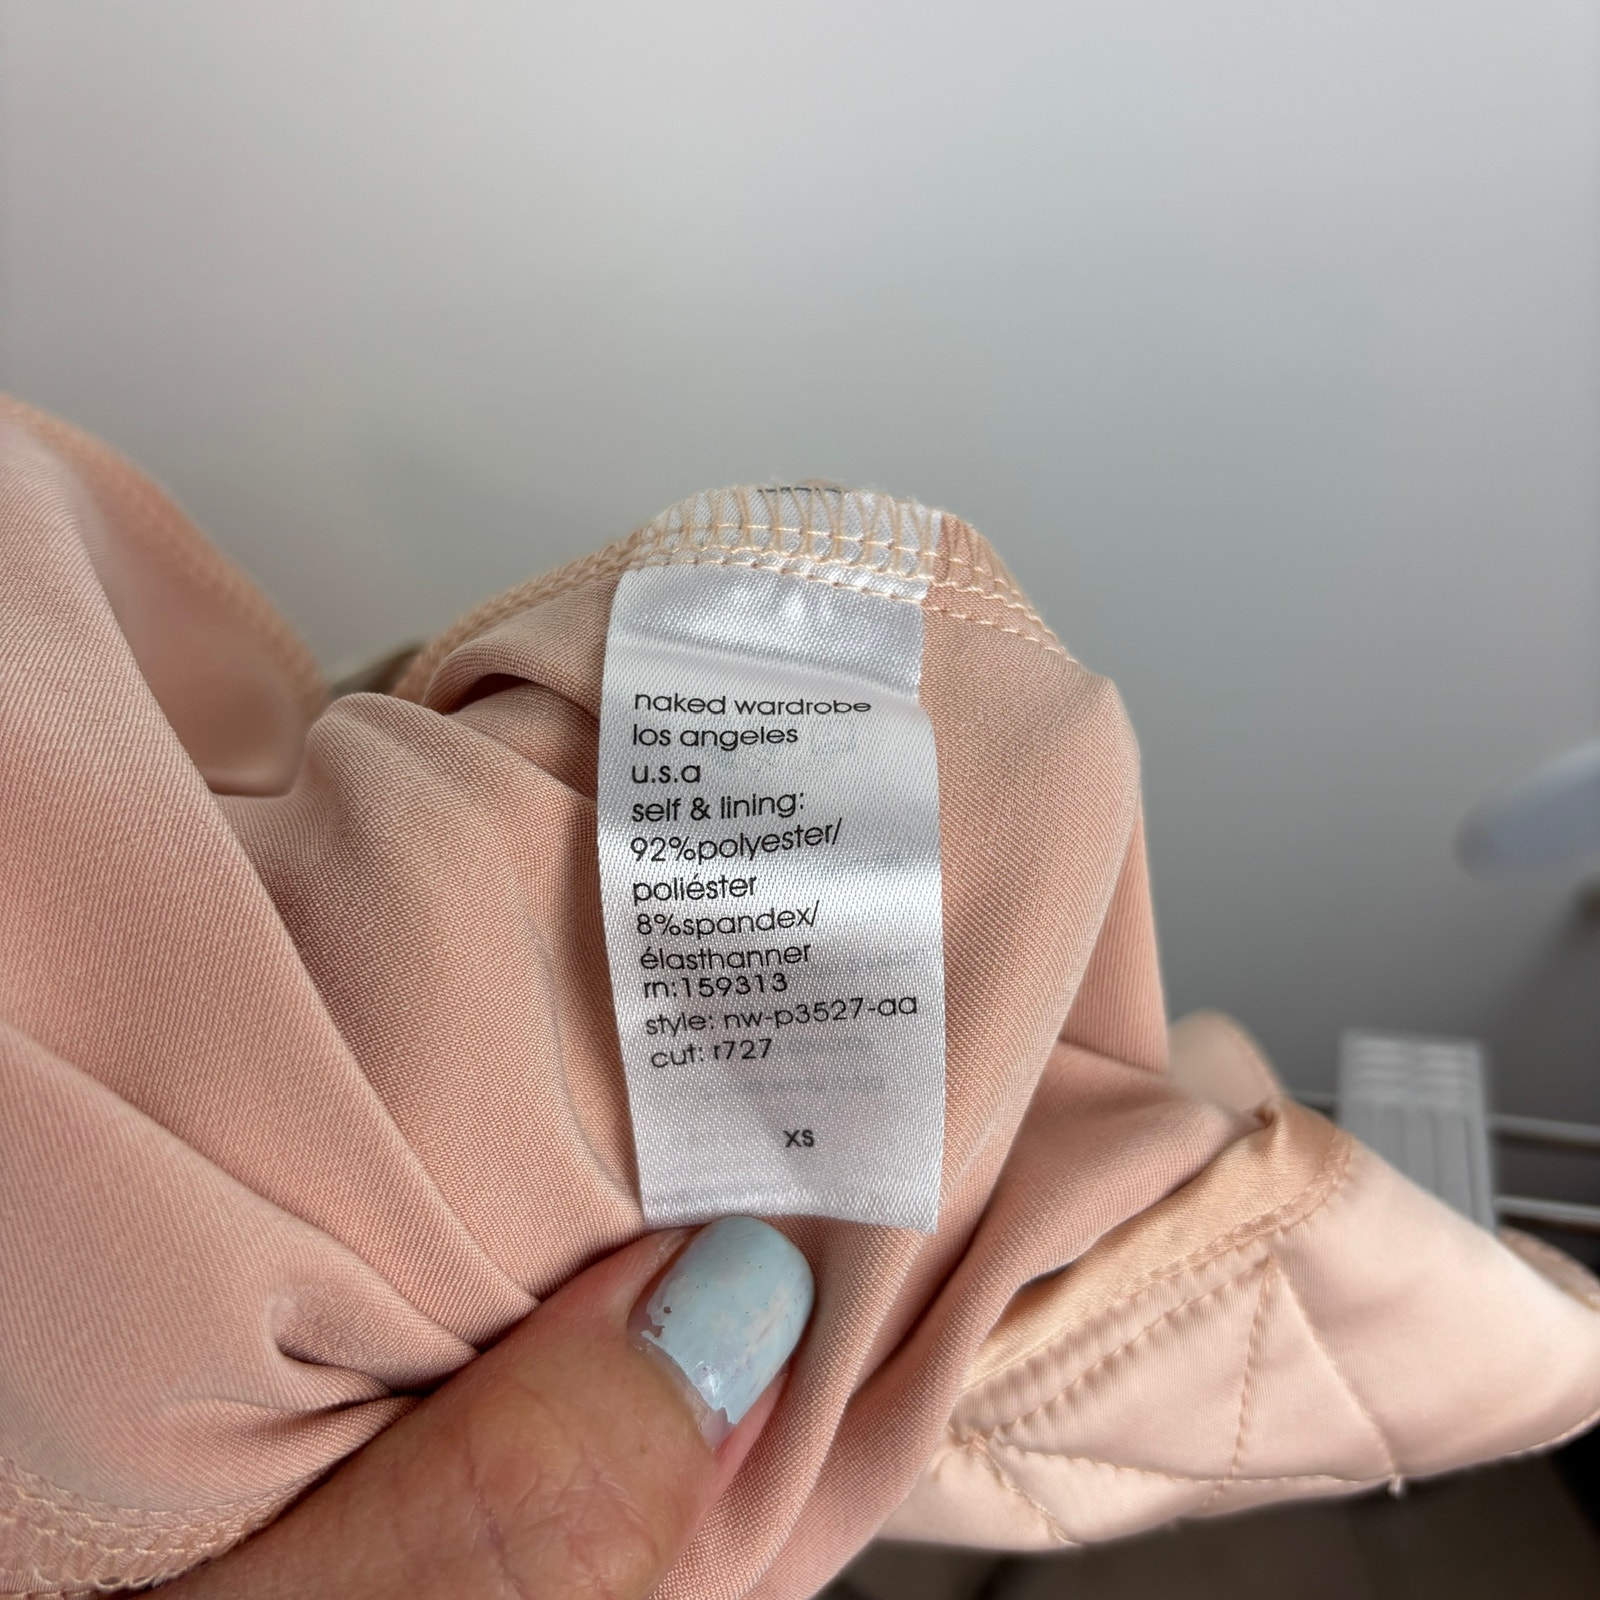 naked wardrobe
los angeles
u.s.a
self & lining:
92%polyester/
poliéster
8%spandex/
élasthanner
rn:159313
style: nw-p3527-aa
cut: r727
xs